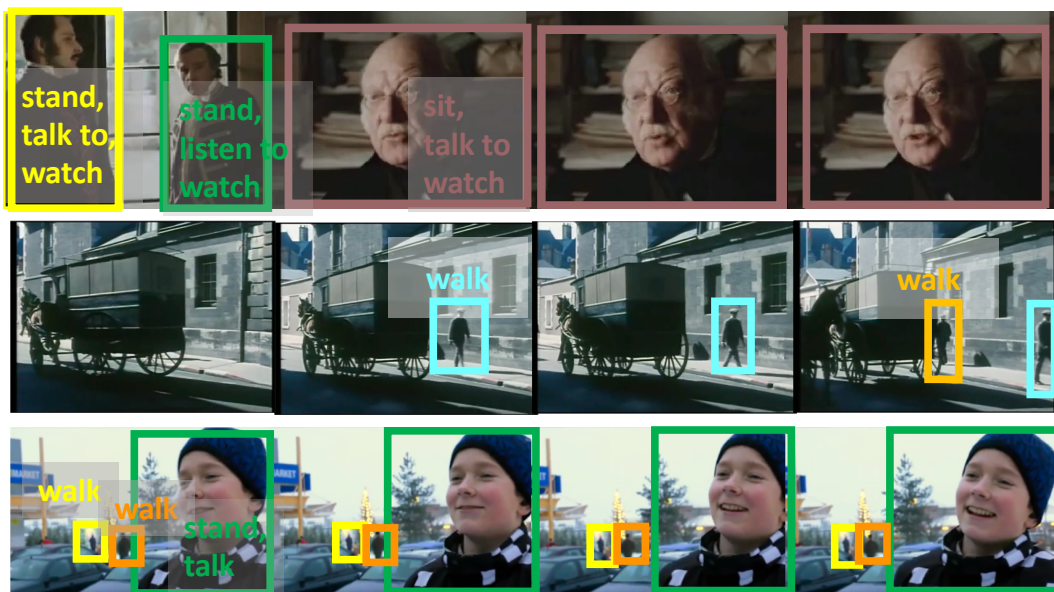 stand,
talk to,
watch
stand,
listen to
watch
sit,
talk to
watch
walk
walk
MARKET
walk
walk
stand,
talk
MARKET